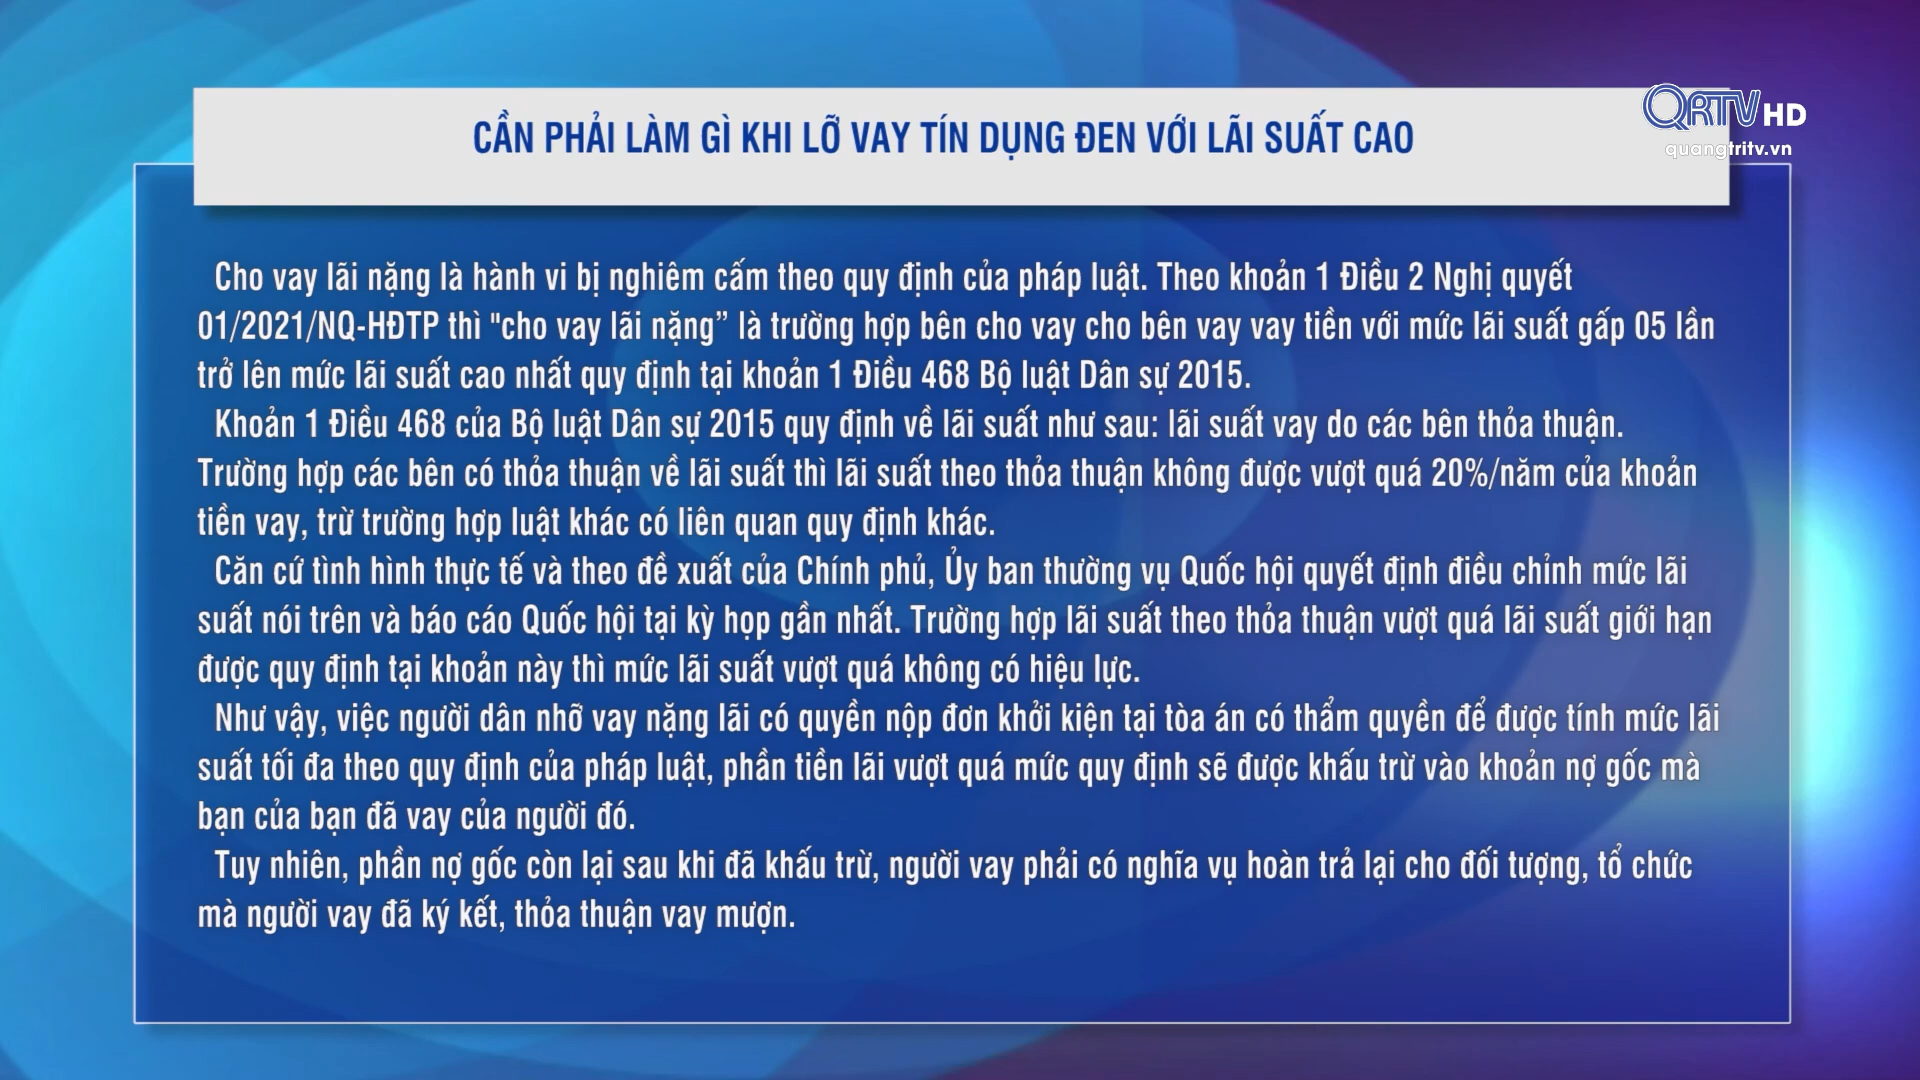 QRTV HD
quangtritv.vn
CẦN PHẢI LÀM GÌ KHI LỠ VAY TÍN DỤNG ĐEN VỚI LÃI SUẤT CAO
Cho vay lãi nặng là hành vi bị nghiêm cấm theo quy định của pháp luật. Theo khoản 1 Điều 2 Nghị quyết
01/2021/NQ-HĐTP thì "cho vay lãi nặng” là trường hợp bên cho vay cho bên vay vay tiền với mức lãi suất gấp 05 lần
trở lên mức lãi suất cao nhất quy định tại khoản 1 Điều 468 Bộ luật Dân sự 2015.
Khoản 1 Điều 468 của Bộ luật Dân sự 2015 quy định về lãi suất như sau: lãi suất vay do các bên thỏa thuận.
Trường hợp các bên có thỏa thuận về lãi suất thì lãi suất theo thỏa thuận không được vượt quá 20%/năm của khoản
tiền vay, trừ trường hợp luật khác có liên quan quy định khác.
Căn cứ tình hình thực tế và theo đề xuất của Chính phủ, Ủy ban thường vụ Quốc hội quyết định điều chỉnh mức lãi
suất nói trên và báo cáo Quốc hội tại kỳ họp gần nhất. Trường hợp lãi suất theo thỏa thuận vượt quá lãi suất giới hạn
được quy định tại khoản này thì mức lãi suất vượt quá không có hiệu lực.
Như vậy, việc người dân nhỡ vay nặng lãi có quyền nộp đơn khởi kiện tại tòa án có thẩm quyền để được tính mức lãi
suất tối đa theo quy định của pháp luật, phần tiền lãi vượt quá mức quy định sẽ được khấu trừ vào khoản nợ gốc mà
bạn của bạn đã vay của người đó.
Tuy nhiên, phần nợ gốc còn lại sau khi đã khấu trừ, người vay phải có nghĩa vụ hoàn trả lại cho đối tượng, tổ chức
mà người vay đã ký kết, thỏa thuận vay mượn.